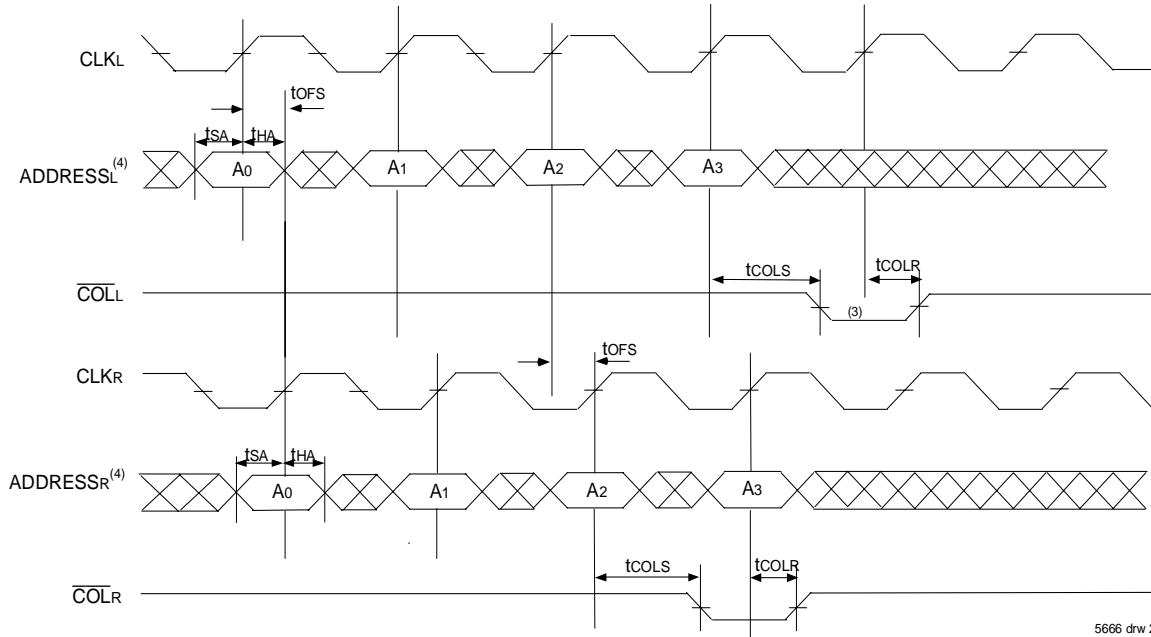 CLKL
tOFS
tSA tHA
ADDRESSL(4) A0 A1 A2 A3
tCOLS tCOLR
COLL (3)
tOFS
CLKR
tSA tHA
ADDRESSR(4) A0 A1 A2 A3
tCOLS tCOLR
COLR
5666 drw 2